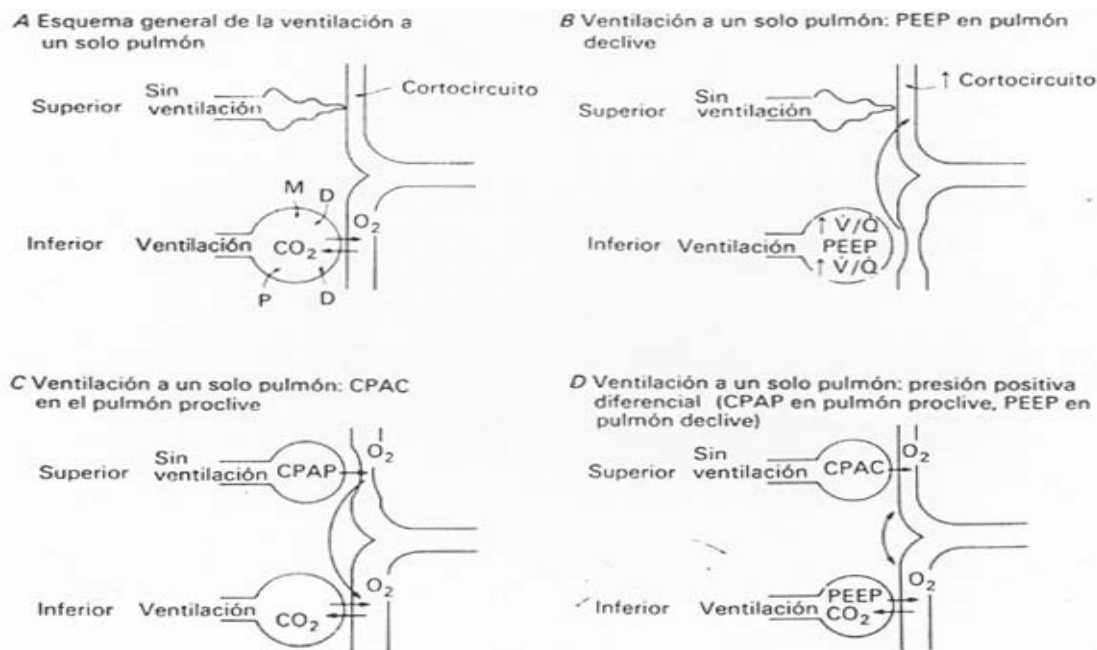 A Esquema general de la ventilación a
un solo pulmón
Sin
Superior ventilación
Cortocircuito
M
D
O₂
Inferior Ventilación CO₂
P
D
B Ventilación a un solo pulmón: PEEP en pulmón
declive
↑ Cortocircuito
Sin
Superior ventilación
↑ V̇/Q̇
Inferior Ventilación PEEP
↑ V̇/Q̇
C Ventilación a un solo pulmón: CPAC
en el pulmón proclive
O₂
Sin
Superior ventilación CPAP
O₂
Inferior Ventilación CO₂
D Ventilación a un solo pulmón: presión positiva
diferencial (CPAP en pulmón proclive, PEEP en
pulmón declive)
O₂
Sin
Superior ventilación CPAC
O₂
PEEP
Inferior Ventilación CO₂